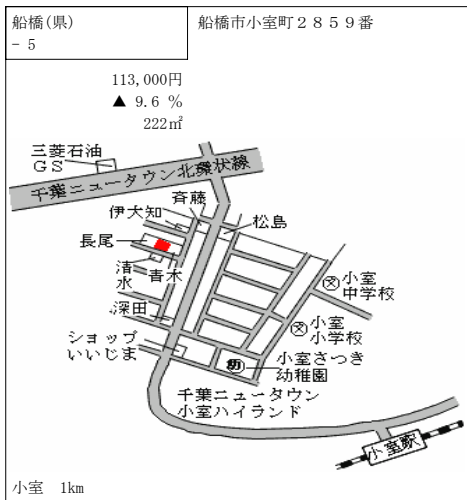 船橋(県)
- 5
船橋市小室町２８５９番
113,000円
▲ 9.6 %
222㎡
三菱石油
ＧＳ
千葉ニュータウン北環状線
斉藤
伊大知
松島
長尾
清水
青木
深田
小室
中学校
小室
小学校
ショップ
いいじま
幼
小室さつき
幼稚園
千葉ニュータウン
小室ハイランド
小室駅
小室　1km